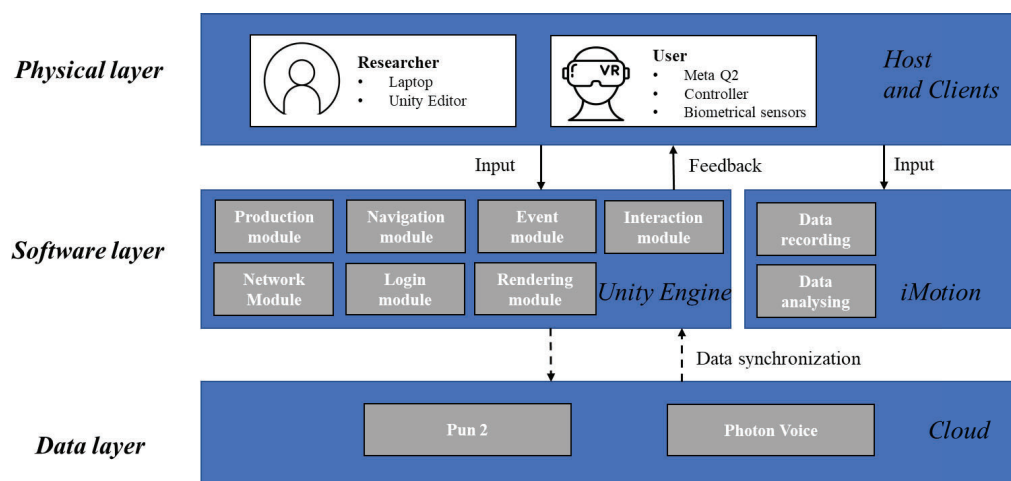 Physical layer
Researcher
• Laptop
• Unity Editor
VR
User
• Meta Q2
• Controller
• Biometrical sensors
Host
and Clients
Input
Feedback
Input
Software layer
Production
module
Navigation
module
Event
module
Interaction
module
Network
Module
Login
module
Rendering
module
Unity Engine
Data
recording
Data
analysing
iMotion
Data synchronization
Data layer
Pun 2
Photon Voice
Cloud